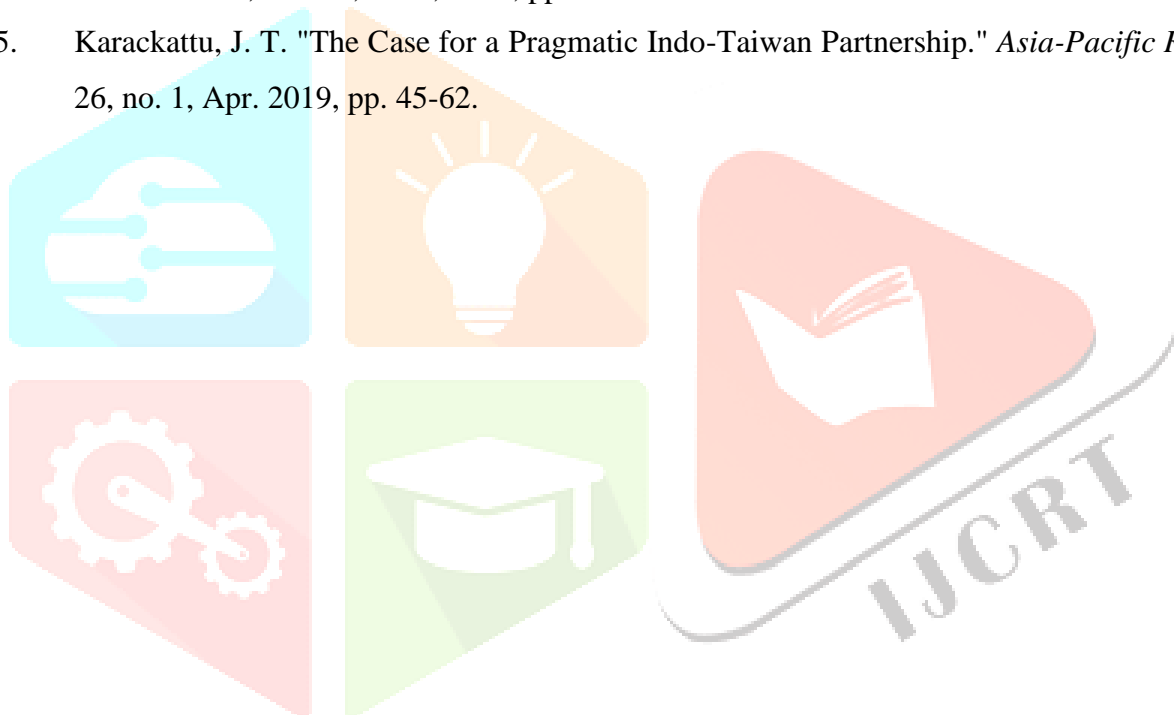 5. Karackattu, J. T. "The Case for a Pragmatic Indo-Taiwan Partnership." Asia-Pacific
26, no. 1, Apr. 2019, pp. 45-62.
IJCRT